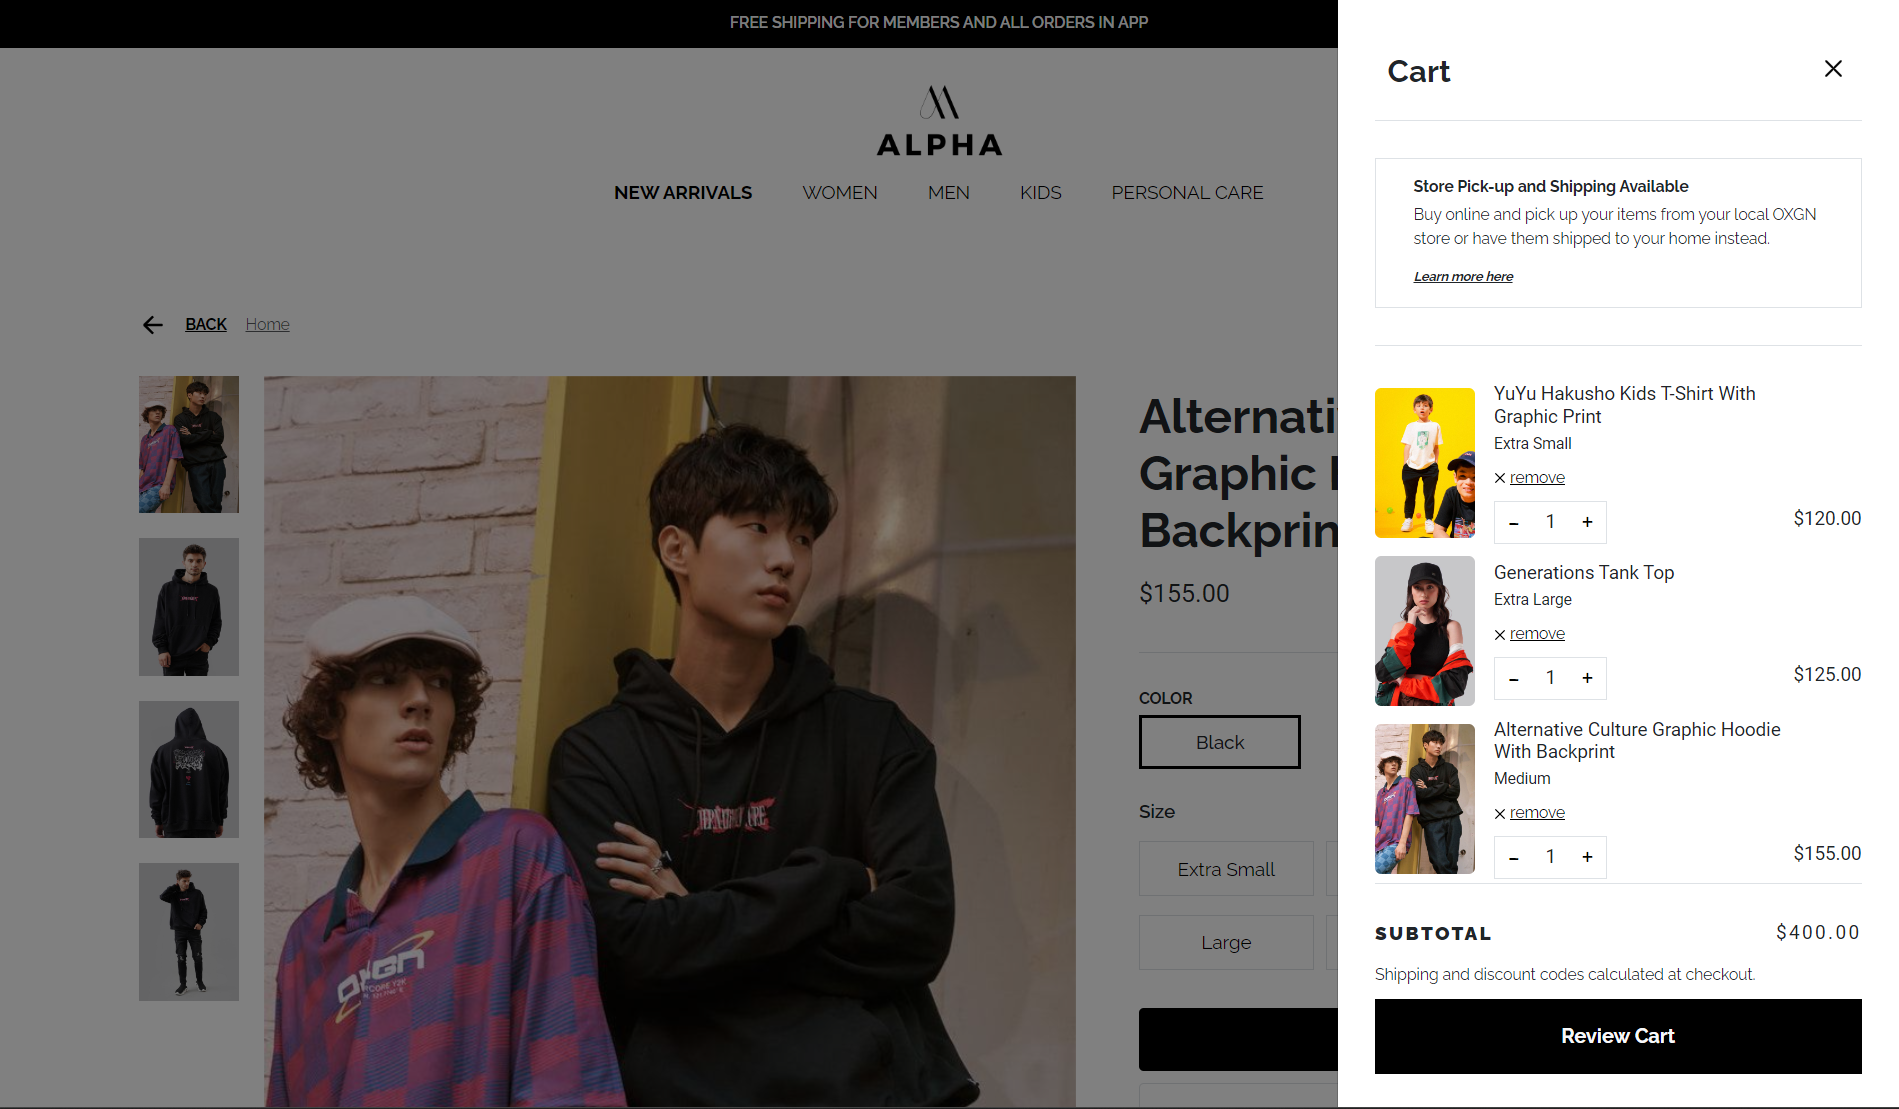 FREE SHIPPING FOR MEMBERS AND ALL ORDERS IN APP
ALPHA
NEW ARRIVALS WOMEN MEN KIDS PERSONAL CARE
BACK Home
Alternati
Graphic
Backprin
$155.00
COLOR
Black
Size
Extra Small
Large
OXGN
Cart
Store Pick-up and Shipping Available
Buy online and pick up your items from your local OXGN
store or have them shipped to your home instead.
Learn more here
YuYu Hakusho Kids T-Shirt With
Graphic Print
Extra Small
remove
– 1 + $120.00
Generations Tank Top
Extra Large
remove
– 1 + $125.00
Alternative Culture Graphic Hoodie
With Backprint
Medium
remove
– 1 + $155.00
SUBTOTAL $400.00
Shipping and discount codes calculated at checkout.
Review Cart